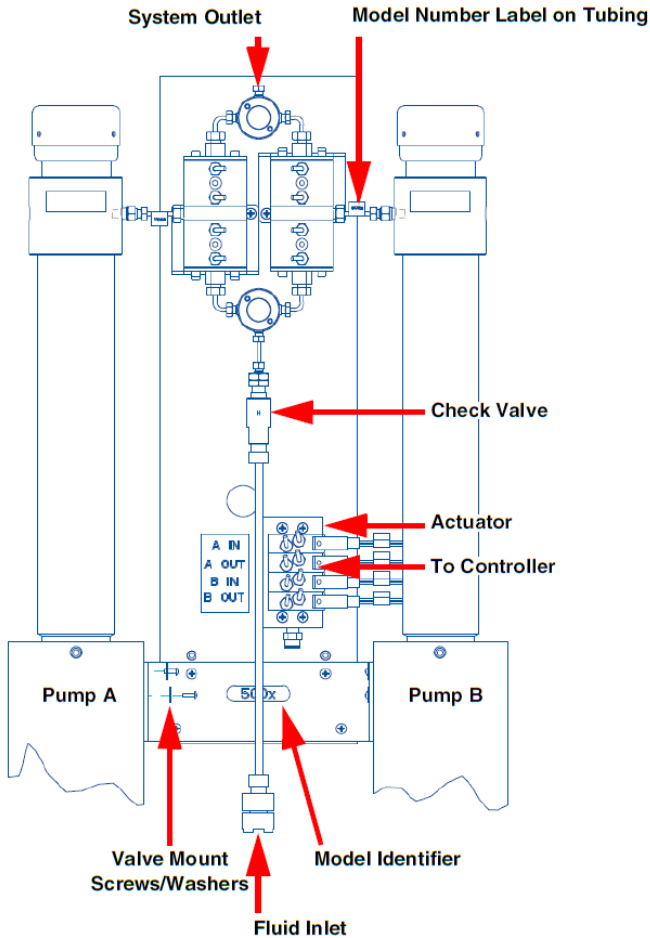 System Outlet
Model Number Label on Tubing
H
Check Valve
Actuator
A IN
A OUT
B IN
B OUT
To Controller
Pump A
500x
Pump B
Valve Mount
Screws/Washers
Model Identifier
Fluid Inlet